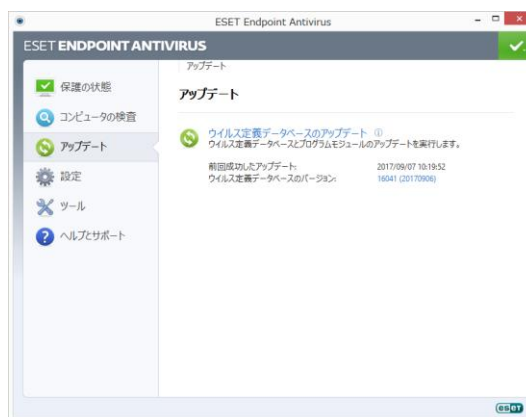 ESET Endpoint Antivirus
ESET ENDPOINT ANTIVIRUS
保護の状態
コンピュータの検査
アップデート
設定
ツール
ヘルプとサポート
アップデート
アップデート
ウイルス定義データベースのアップデート
ウイルス定義データベースとプログラムモジュールのアップデートを実行します。
前回成功したアップデート: 2017/09/07 10:19:52
ウイルス定義データベースのバージョン: 16041 (20170906)
eset